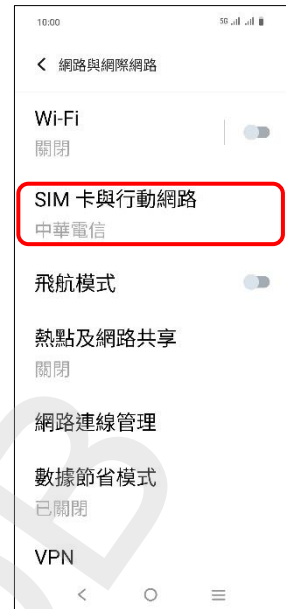 10:00 5G
網路與網際網路
Wi-Fi
關閉
SIM 卡與行動網路
中華電信
飛航模式
熱點及網路共享
關閉
網路連線管理
數據節省模式
已關閉
VPN